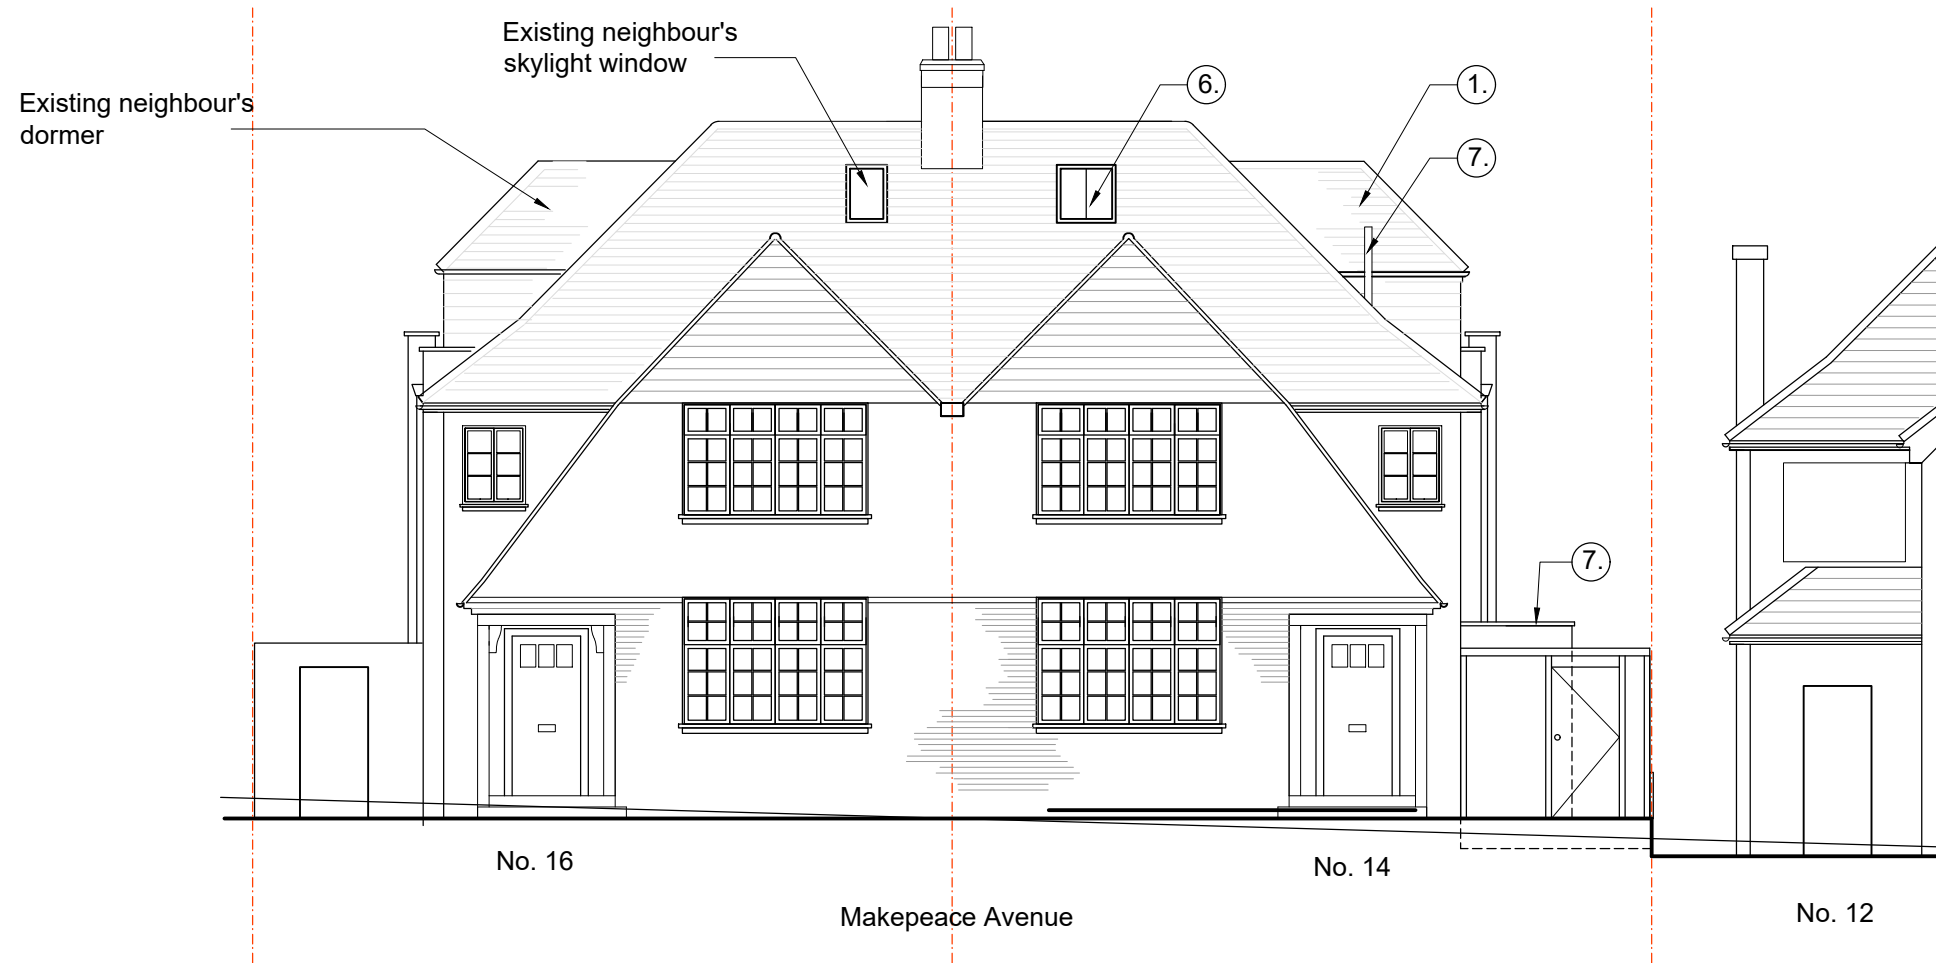 Existing neighbour's
skylight window
Existing neighbour's
dormer
6.
1.
7.
7.
No. 16
No. 14
No. 12
Makepeace Avenue